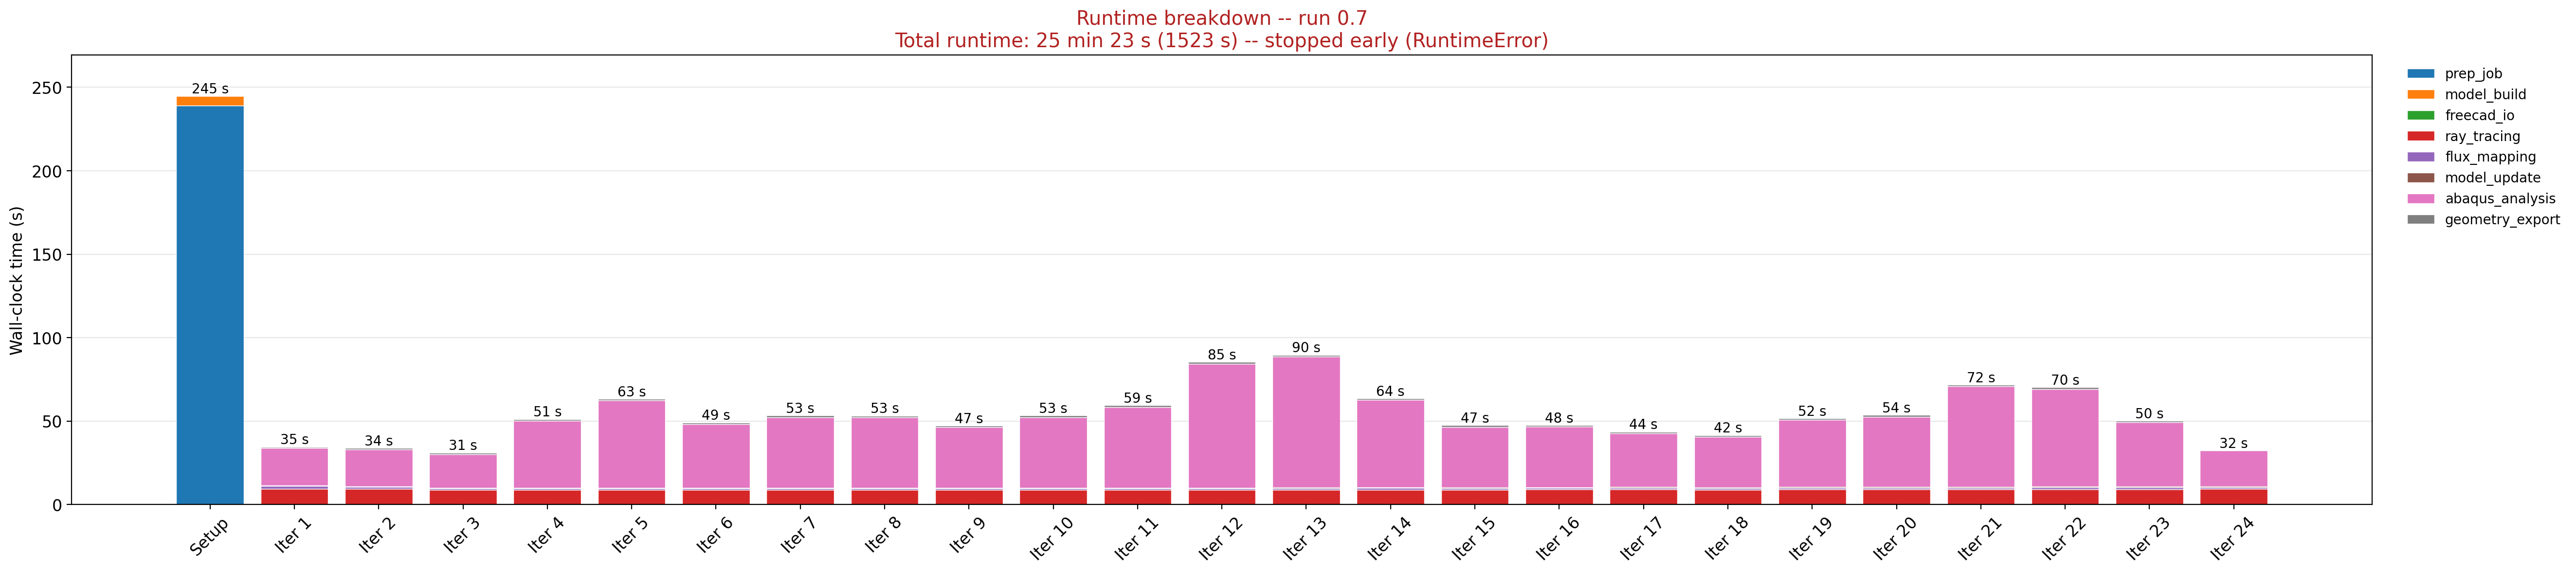 Runtime breakdown -- run 0.7
Total runtime: 25 min 23 s (1523 s) -- stopped early (RuntimeError)
Wall-clock time (s)
250
200
150
100
50
0
245 s
35 s
34 s
31 s
51 s
63 s
49 s
53 s
53 s
47 s
53 s
59 s
85 s
90 s
64 s
47 s
48 s
44 s
42 s
52 s
54 s
72 s
70 s
50 s
32 s
Setup
Iter 1
Iter 2
Iter 3
Iter 4
Iter 5
Iter 6
Iter 7
Iter 8
Iter 9
Iter 10
Iter 11
Iter 12
Iter 13
Iter 14
Iter 15
Iter 16
Iter 17
Iter 18
Iter 19
Iter 20
Iter 21
Iter 22
Iter 23
Iter 24
prep_job
model_build
freecad_io
ray_tracing
flux_mapping
model_update
abaqus_analysis
geometry_export